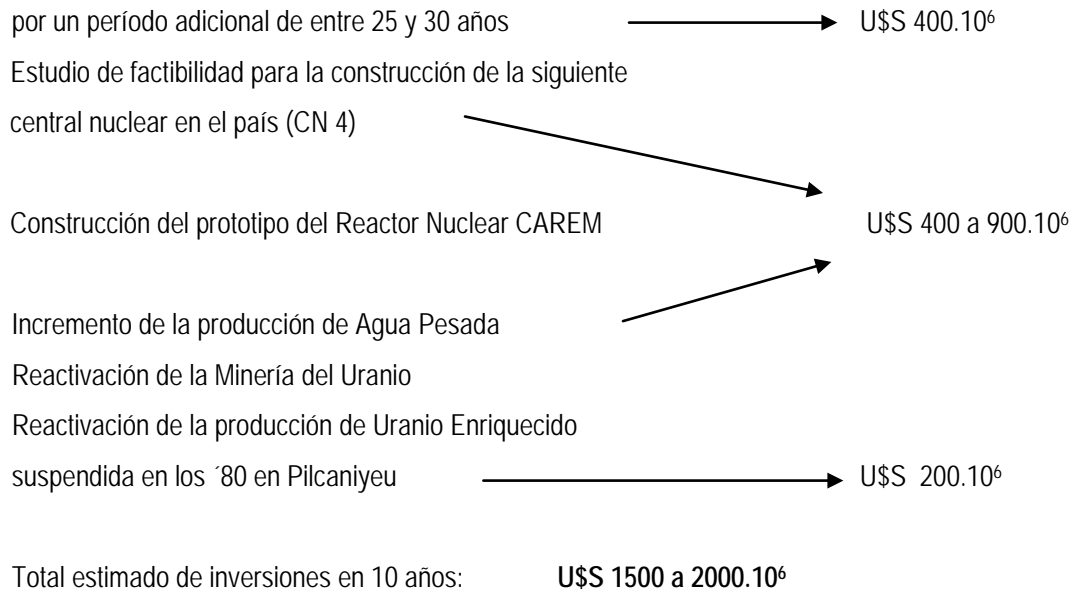 por un período adicional de entre 25 y 30 años U$S 400.10⁶
Estudio de factibilidad para la construcción de la siguiente
central nuclear en el país (CN 4)
Construcción del prototipo del Reactor Nuclear CAREM U$S 400 a 900.10⁶
Incremento de la producción de Agua Pesada
Reactivación de la Minería del Uranio
Reactivación de la producción de Uranio Enriquecido
suspendida en los ´80 en Pilcaniyeu U$S 200.10⁶
Total estimado de inversiones en 10 años: U$S 1500 a 2000.10⁶